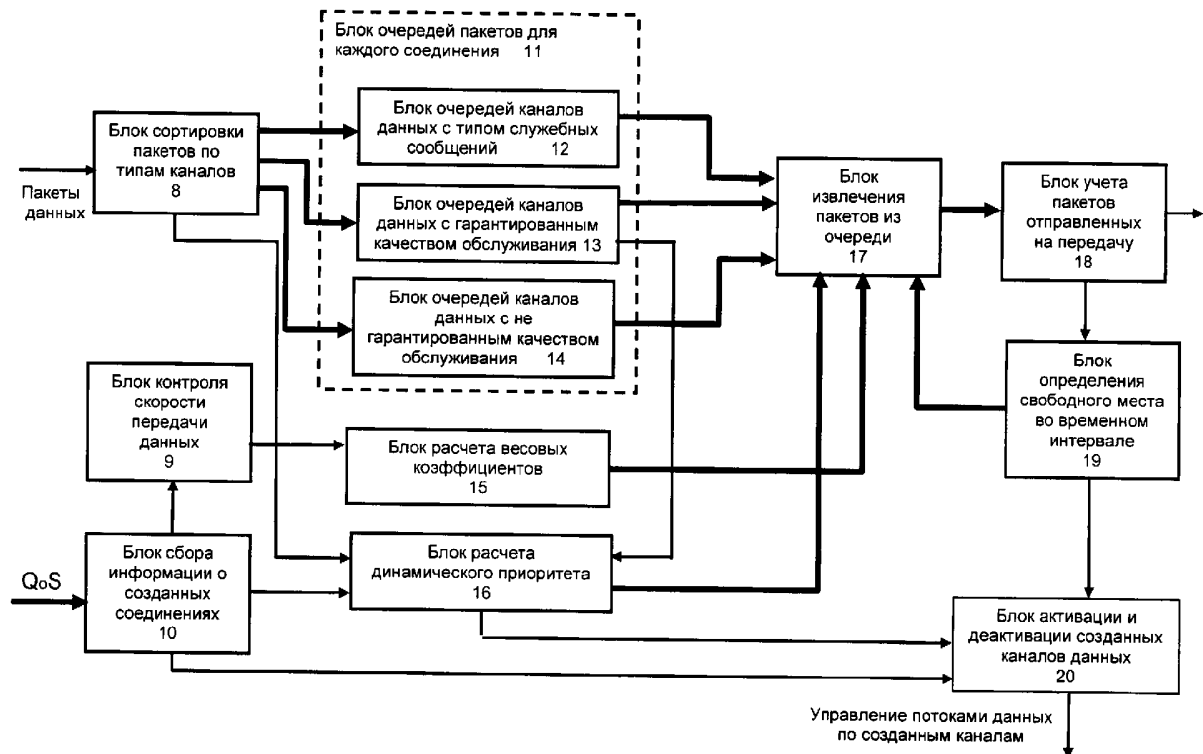 Блок очередей пакетов для
каждого соединения 11
Блок сортировки
пакетов по
типам каналов
8
Пакеты
данных
Блок очередей каналов
данных с типом служебных
сообщений 12
Блок очередей каналов
данных с гарантированным
качеством обслуживания 13
Блок очередей каналов
данных с не
гарантированным качеством
обслуживания 14
Блок
извлечения
пакетов из
очереди
17
Блок учета
пакетов
отправленных
на передачу
18
Блок контроля
скорости
передачи
данных
9
Блок расчета весовых
коэффициентов
15
Блок
определения
свободного места
во временном
интервале
19
QoS
Блок сбора
информации о
созданных
соединениях
10
Блок расчета
динамического приоритета
16
Блок активации и
деактивации созданных
каналов данных
20
Управление потоками данных
по созданным каналам